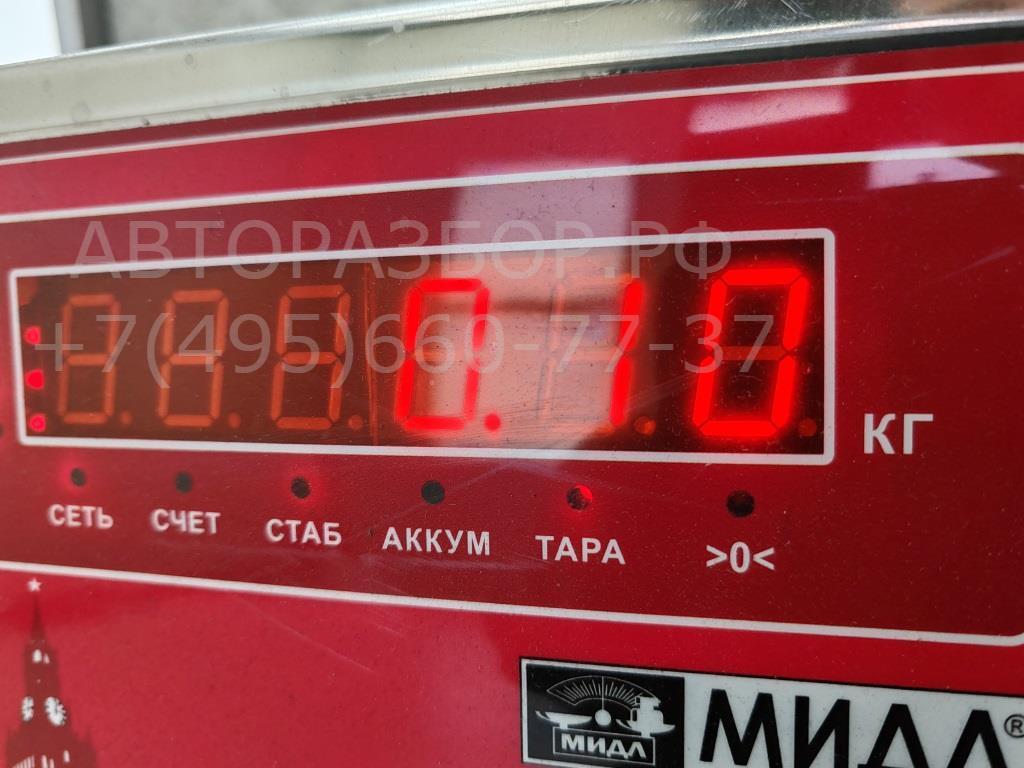 АВТОРАЗБОР.РФ
+7(495)660-77-37
0.10 КГ
СЕТЬ СЧЕТ СТАБ АККУМ ТАРА >0<
МИДЛ МИДЛ®